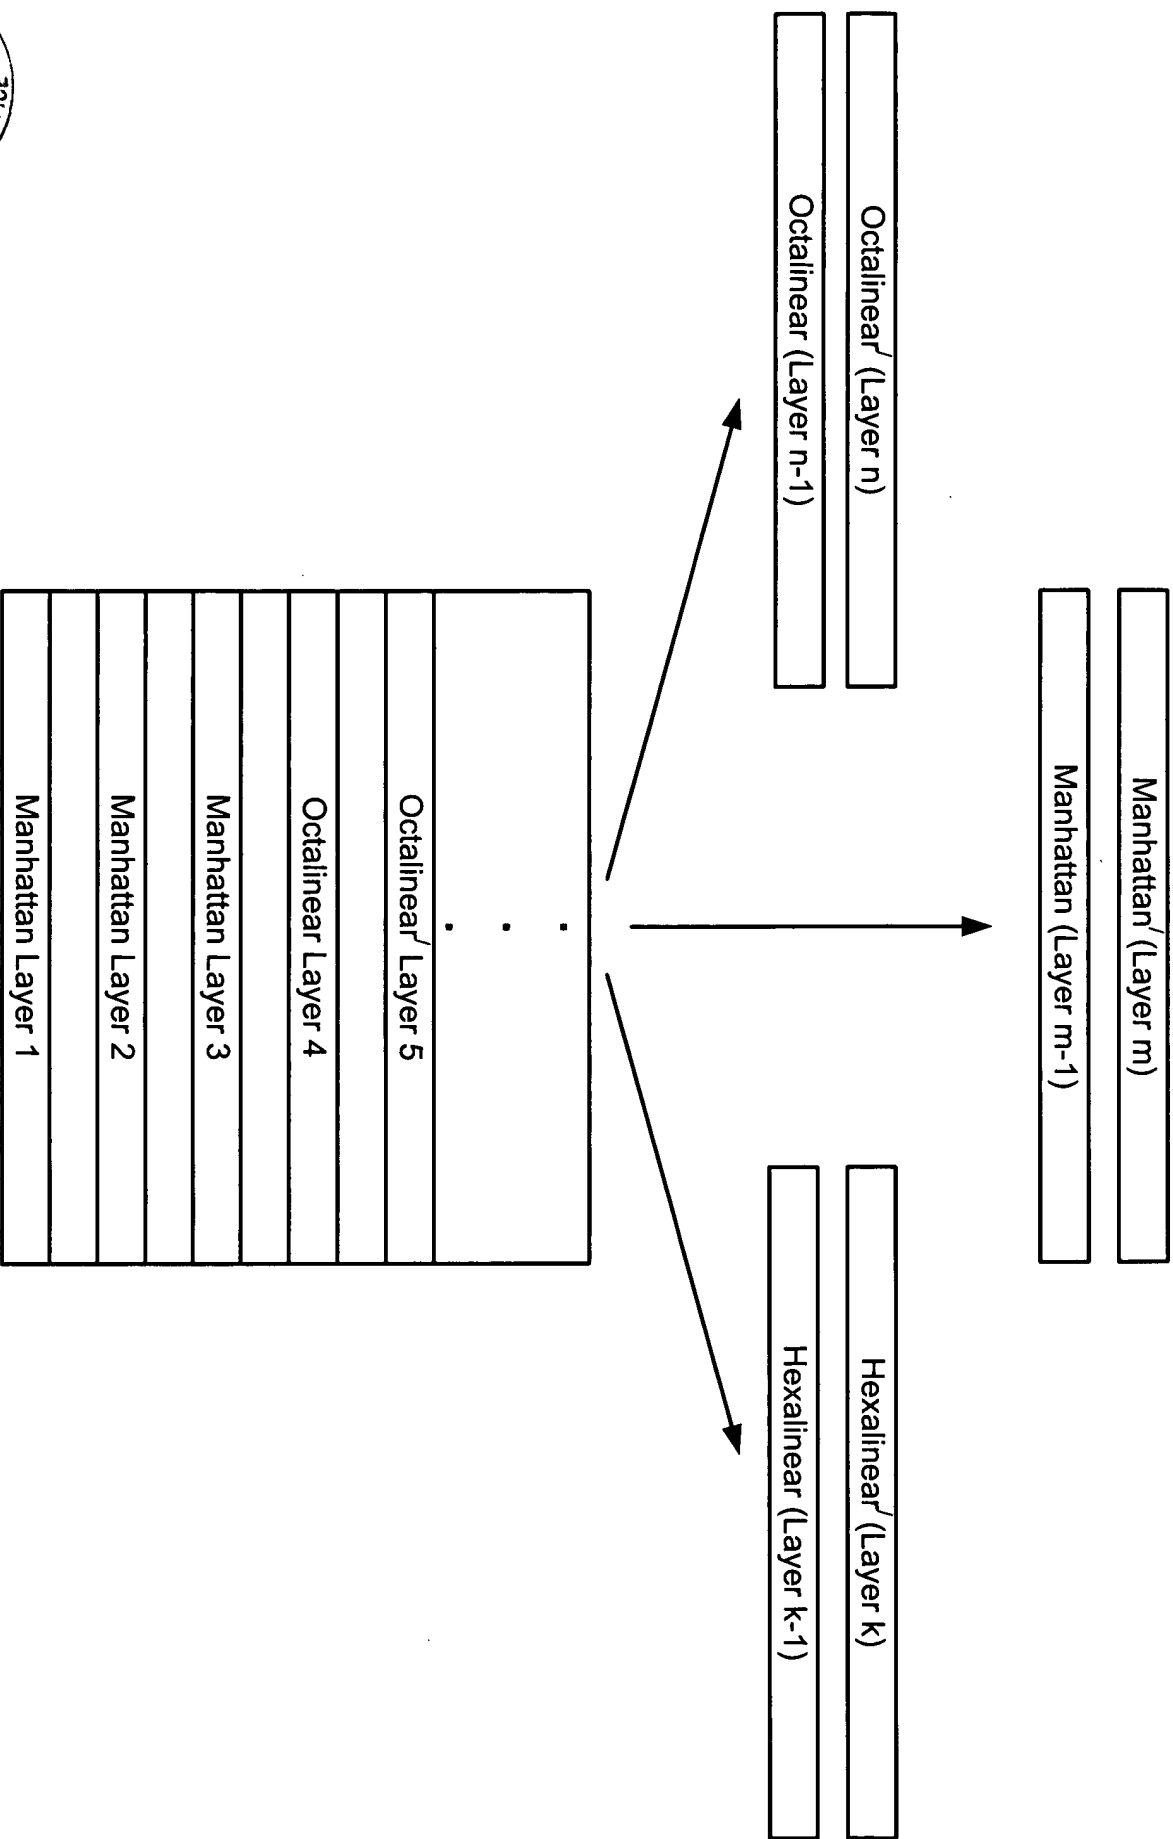 Manhattan′ (Layer m)
Manhattan (Layer m-1)
Octalinear′ (Layer n)
Octalinear (Layer n-1)
Hexalinear′ (Layer k)
Hexalinear (Layer k-1)
Octalinear′ Layer 5
Octalinear Layer 4
Manhattan Layer 3
Manhattan Layer 2
Manhattan Layer 1